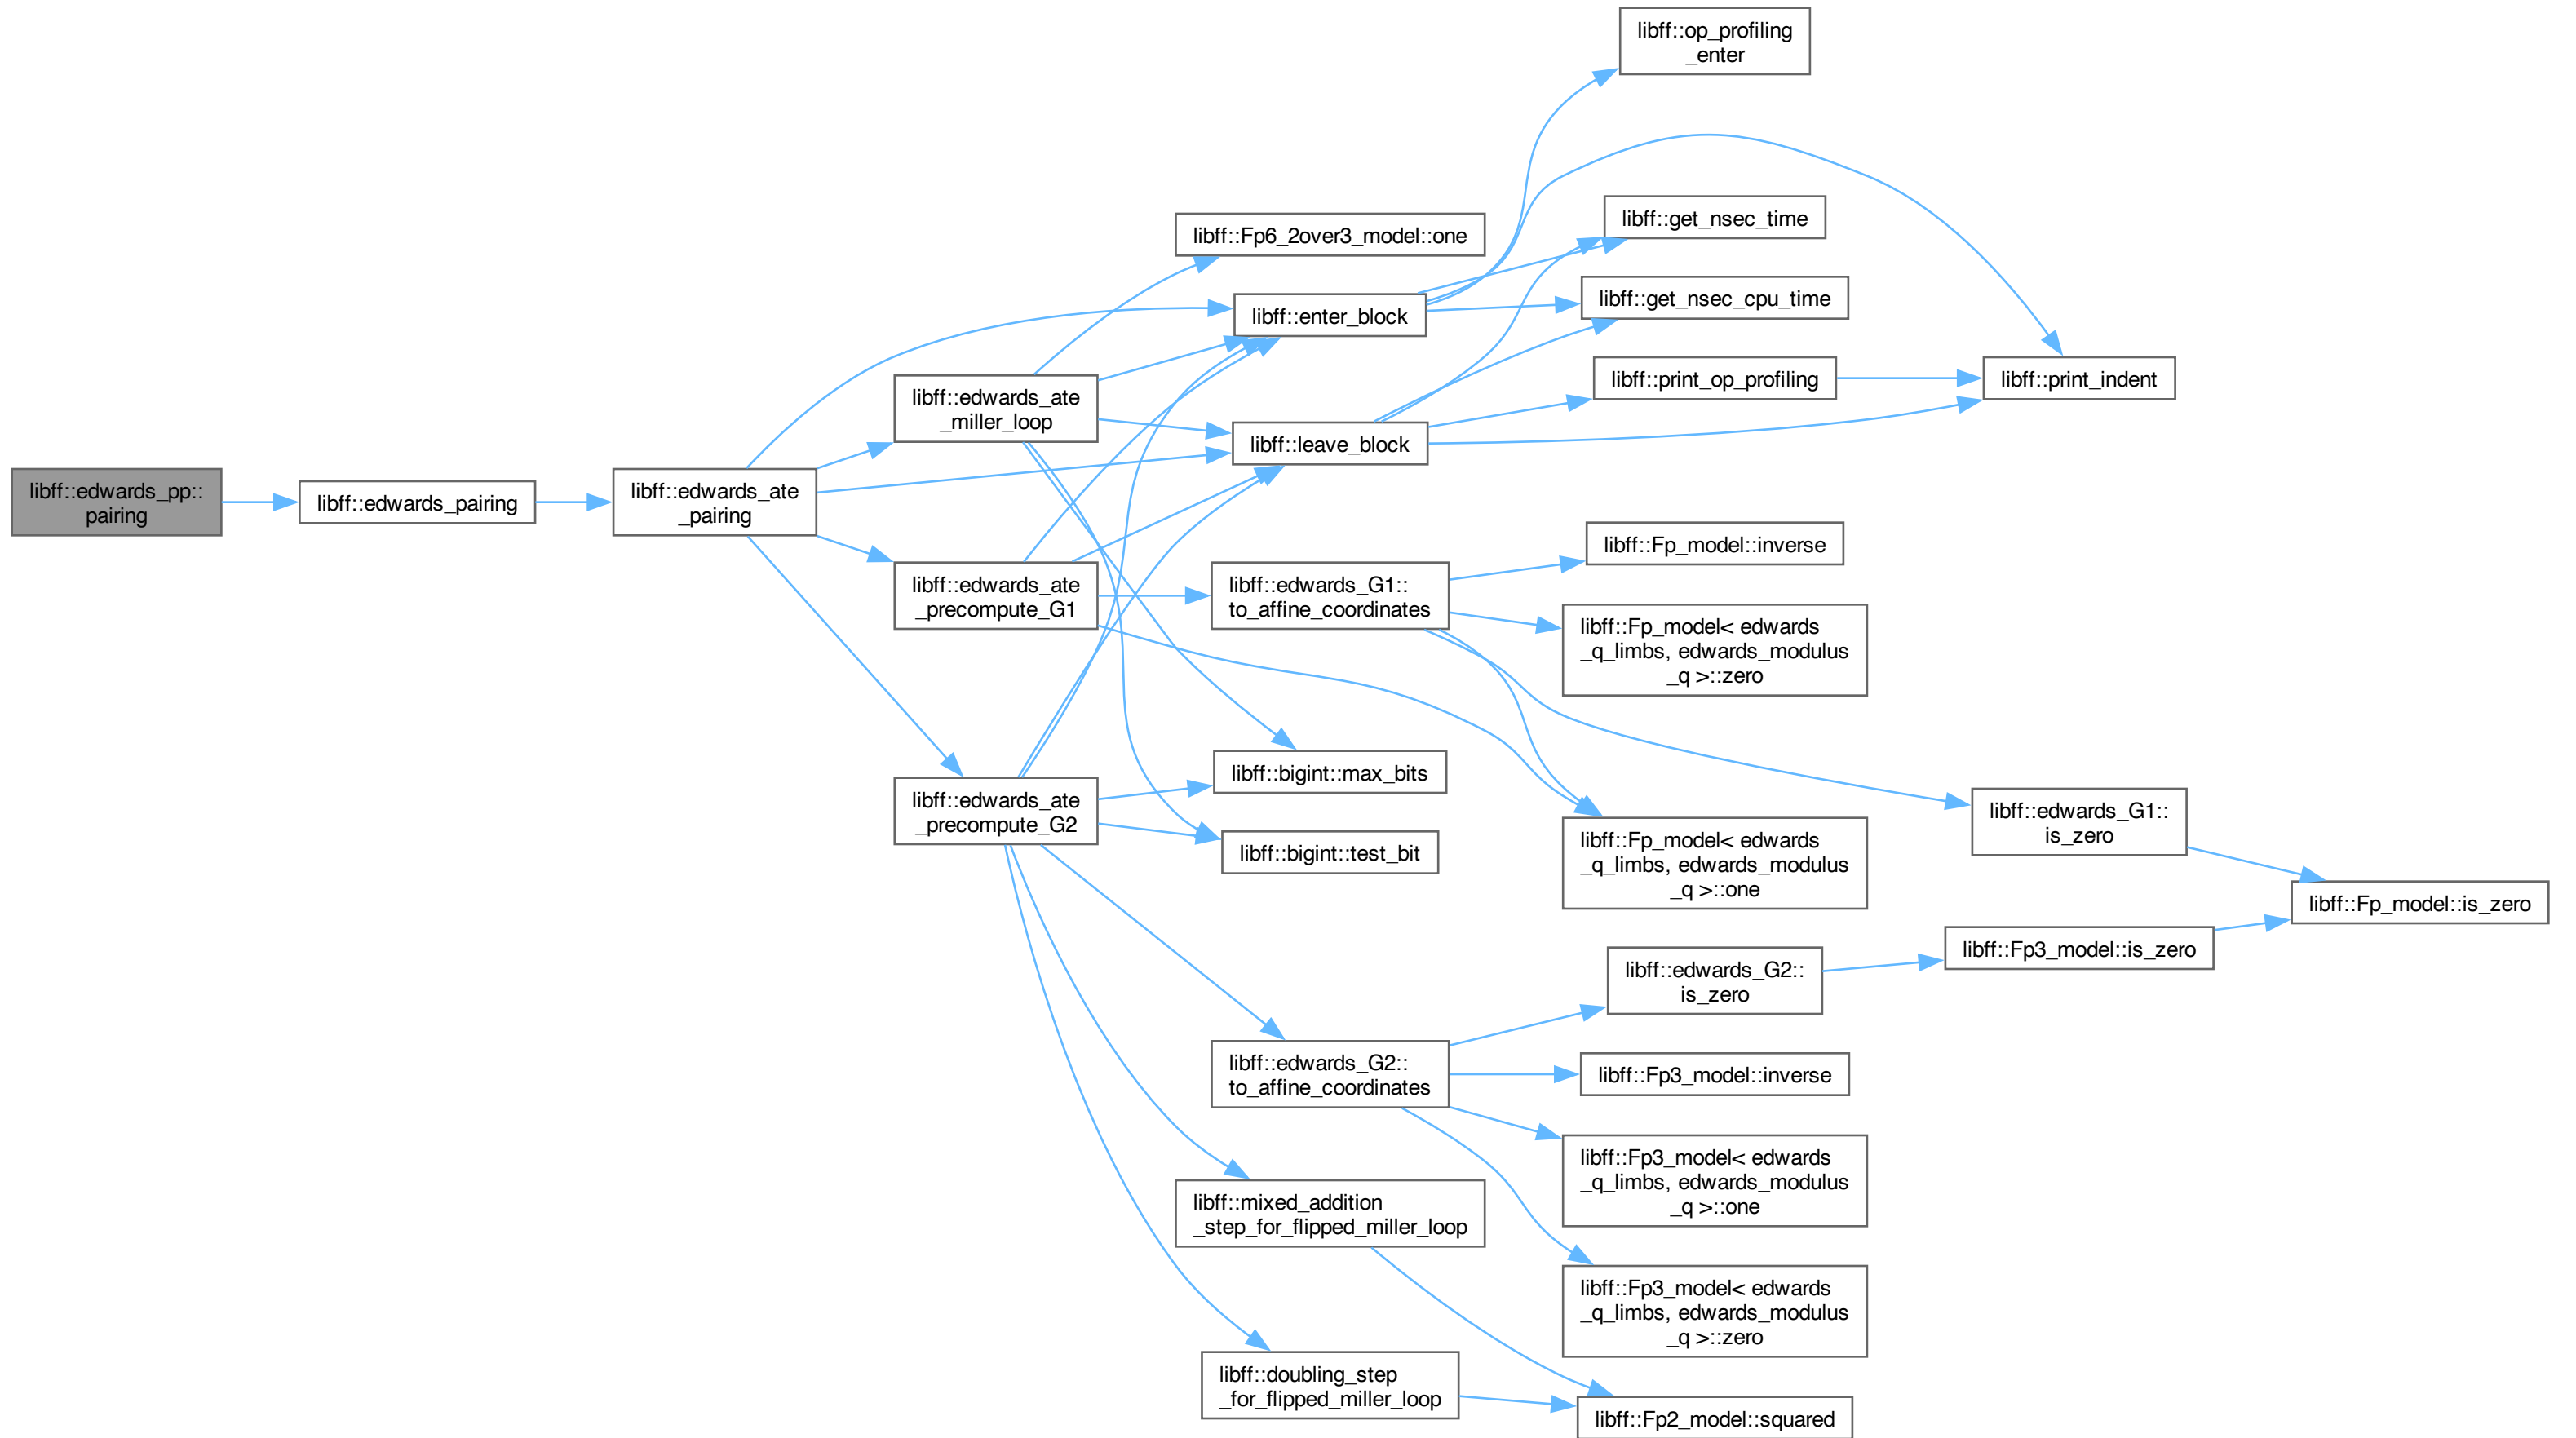 libff::edwards_pp::
pairing
libff::edwards_pairing
libff::edwards_ate
_pairing
libff::edwards_ate
_miller_loop
libff::edwards_ate
_precompute_G1
libff::edwards_ate
_precompute_G2
libff::Fp6_2over3_model::one
libff::enter_block
libff::leave_block
libff::edwards_G1::
to_affine_coordinates
libff::bigint::max_bits
libff::bigint::test_bit
libff::edwards_G2::
to_affine_coordinates
libff::mixed_addition
_step_for_flipped_miller_loop
libff::doubling_step
_for_flipped_miller_loop
libff::op_profiling
_enter
libff::get_nsec_time
libff::get_nsec_cpu_time
libff::print_op_profiling
libff::print_indent
libff::Fp_model::inverse
libff::Fp_model< edwards
_q_limbs, edwards_modulus
_q >::zero
libff::Fp_model< edwards
_q_limbs, edwards_modulus
_q >::one
libff::edwards_G1::
is_zero
libff::Fp_model::is_zero
libff::Fp3_model::is_zero
libff::edwards_G2::
is_zero
libff::Fp3_model::inverse
libff::Fp3_model< edwards
_q_limbs, edwards_modulus
_q >::one
libff::Fp3_model< edwards
_q_limbs, edwards_modulus
_q >::zero
libff::Fp2_model::squared